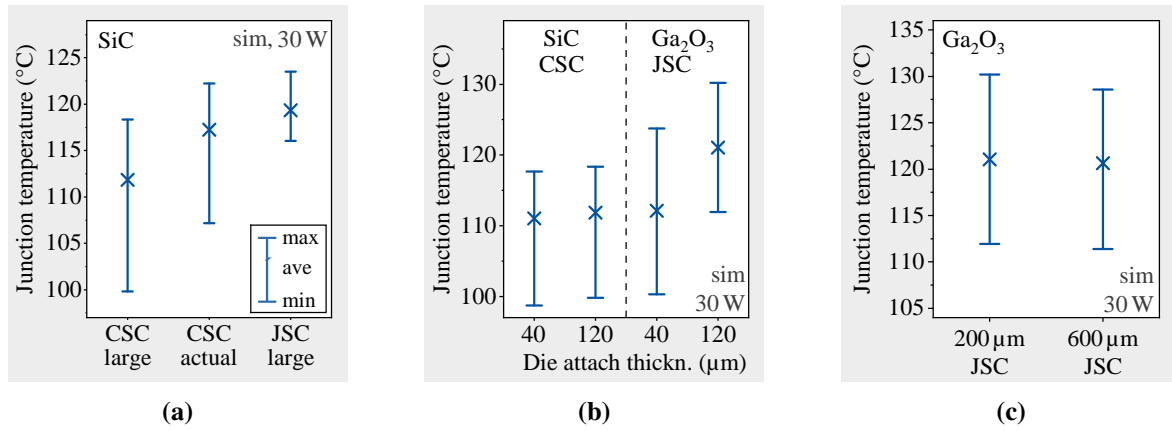 SiC
sim, 30 W
Junction temperature (°C)
125
120
115
110
105
100
max
ave
min
CSC large
CSC actual
JSC large
(a)
SiC
CSC
Ga₂O₃
JSC
Junction temperature (°C)
130
120
110
100
sim
30 W
40
120
40
120
Die attach thickn. (µm)
(b)
Ga₂O₃
Junction temperature (°C)
135
130
125
120
115
110
105
sim
30 W
200 µm
JSC
600 µm
JSC
(c)